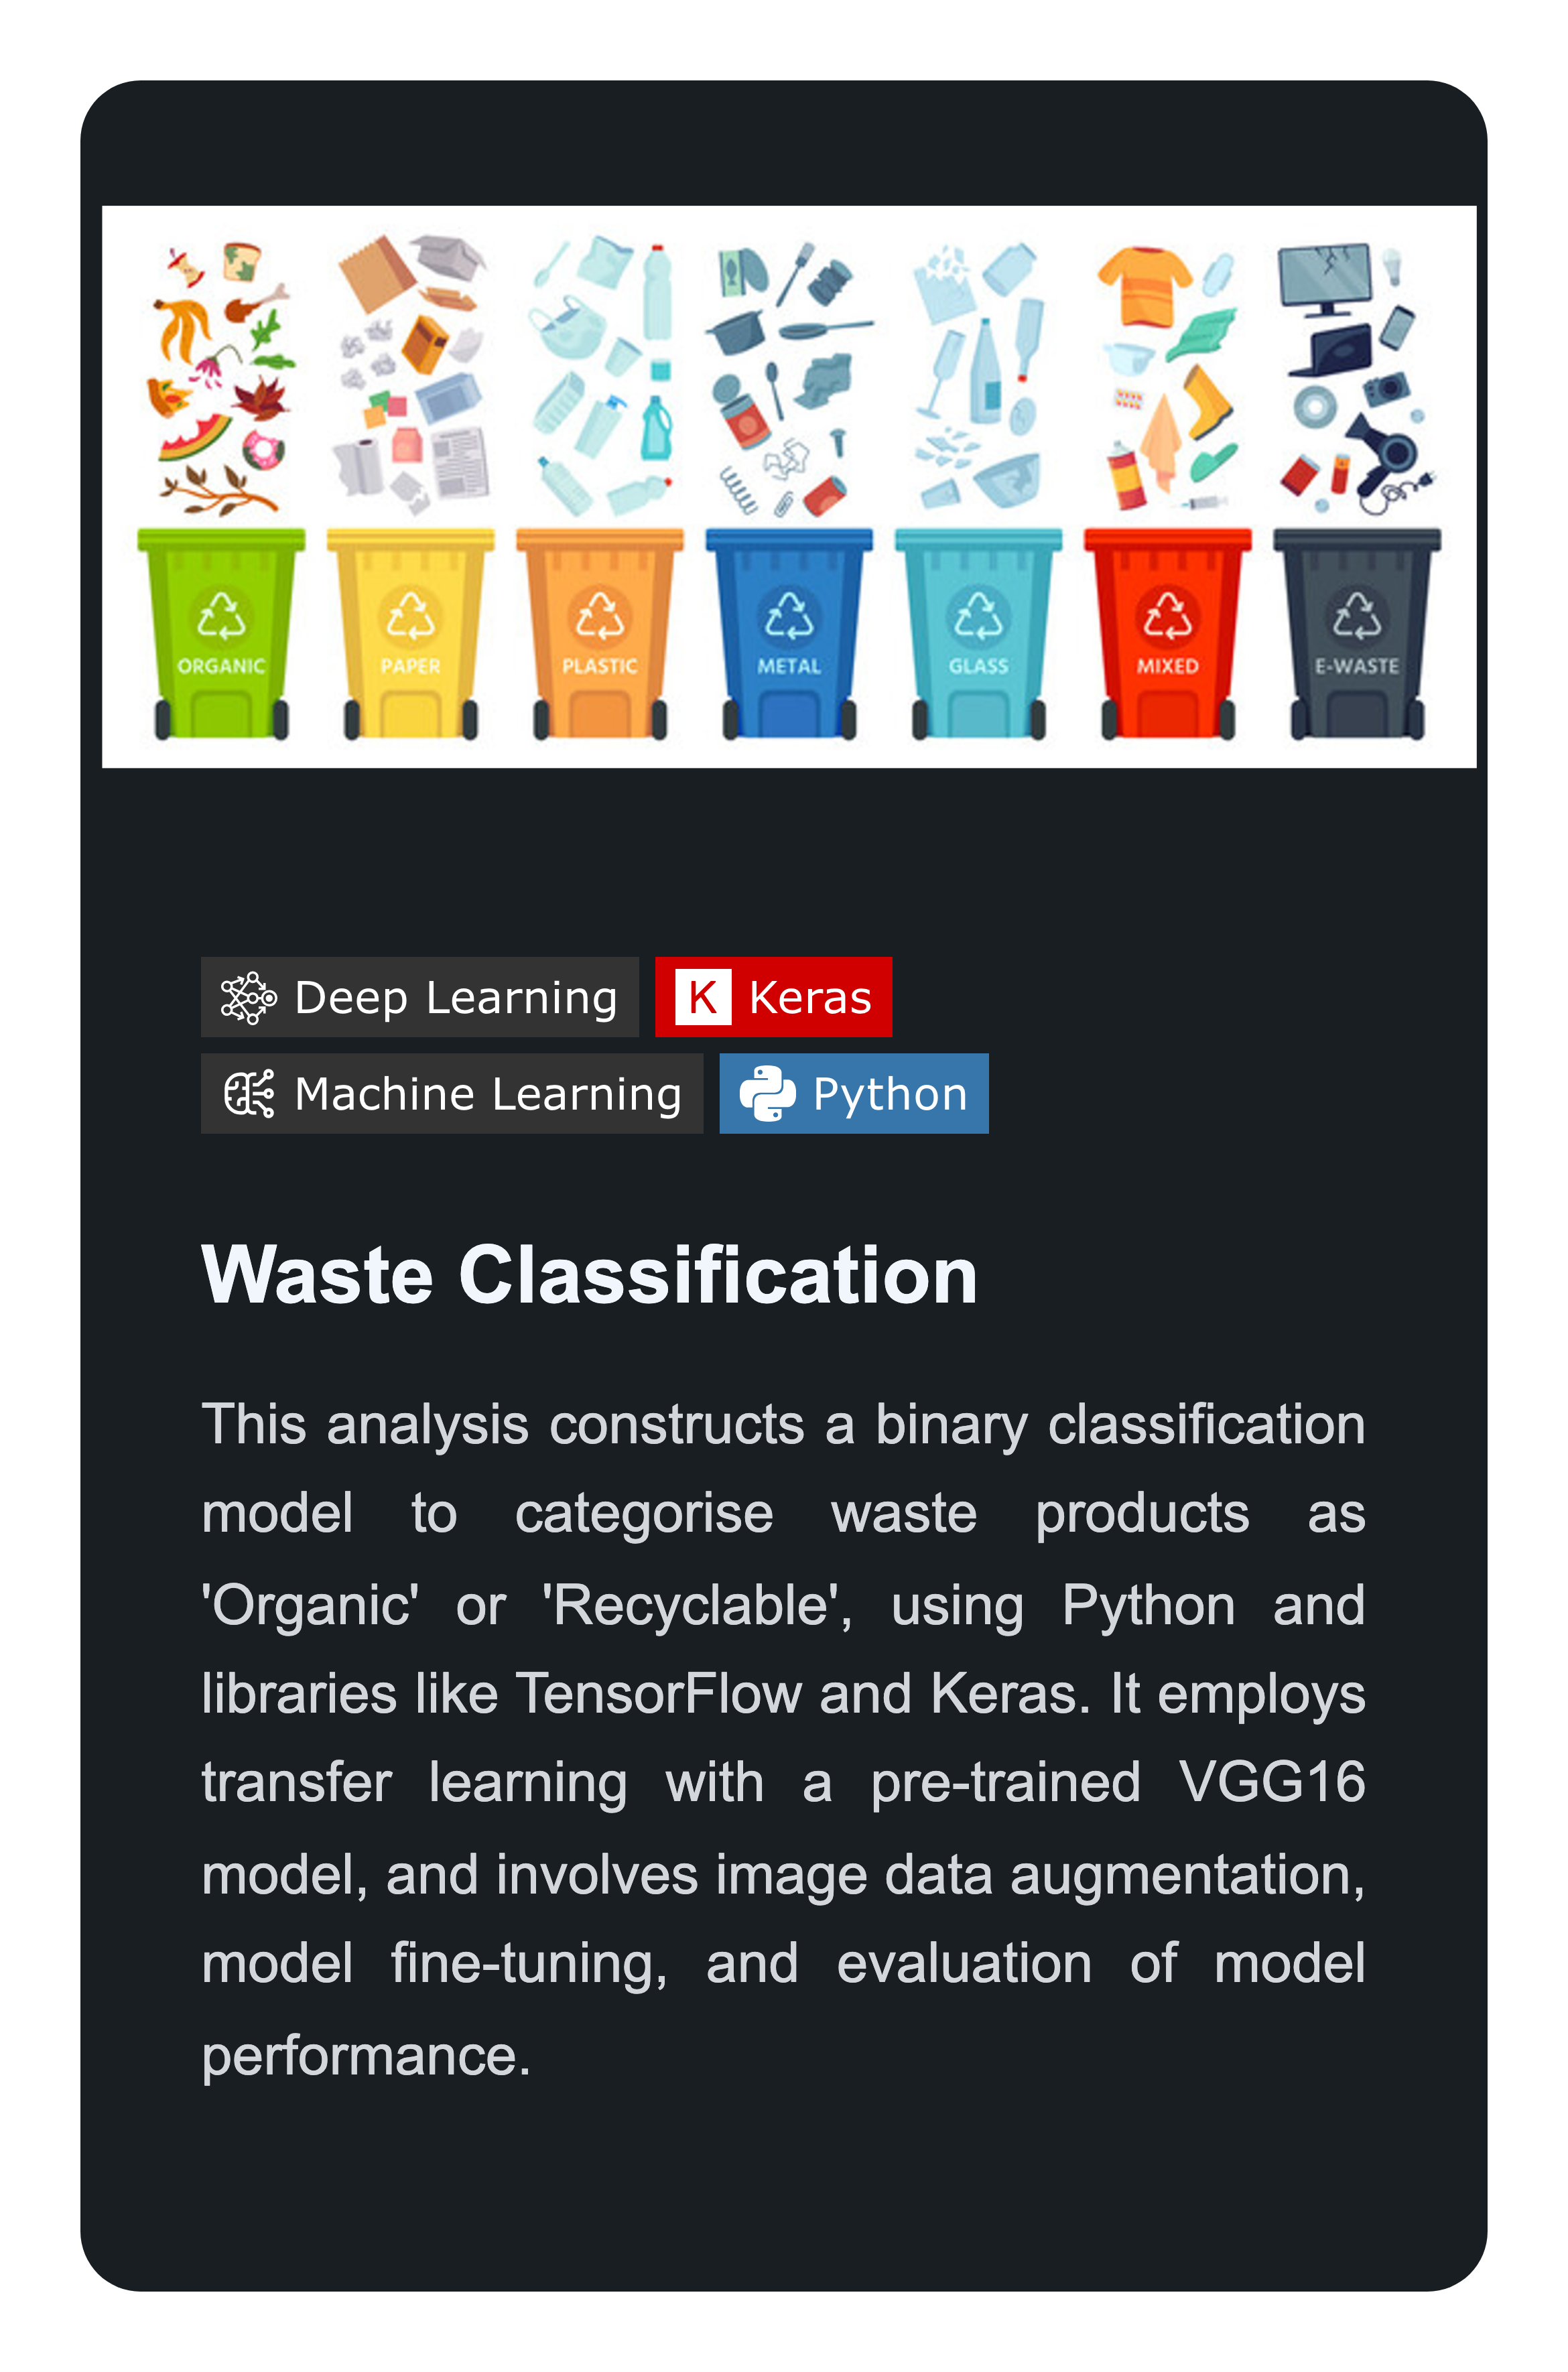 ORGANIC PAPER PLASTIC METAL GLASS MIXED E-WASTE
Deep Learning K Keras
Machine Learning Python
Waste Classification
This analysis constructs a binary classification
model to categorise waste products as
'Organic' or 'Recyclable', using Python and
libraries like TensorFlow and Keras. It employs
transfer learning with a pre-trained VGG16
model, and involves image data augmentation,
model fine-tuning, and evaluation of model
performance.